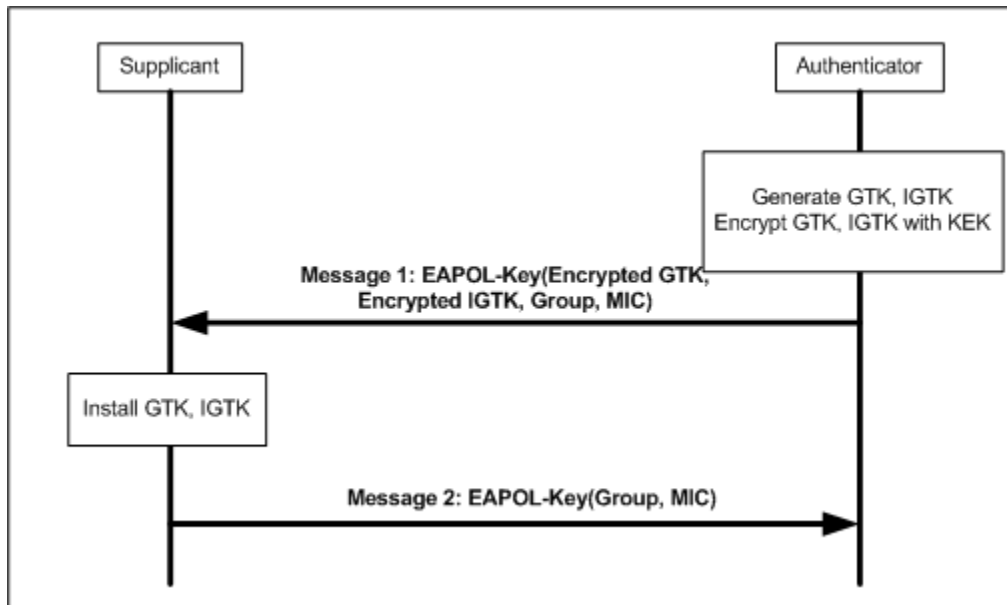 Supplicant
Authenticator
Generate GTK, IGTK
Encrypt GTK, IGTK with KEK
Message 1: EAPOL-Key(Encrypted GTK,
Encrypted IGTK, Group, MIC)
Install GTK, IGTK
Message 2: EAPOL-Key(Group, MIC)